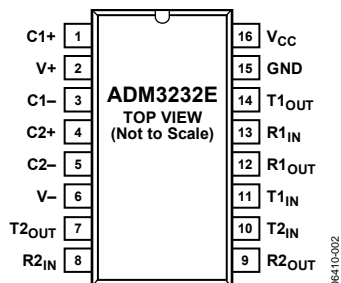 C1+ 1 16 VCC
V+ 2 15 GND
C1– 3 ADM3232E 14 T1OUT
TOP VIEW
(Not to Scale)
C2+ 4 13 R1IN
C2– 5 12 R1OUT
V– 6 11 T1IN
T2OUT 7 10 T2IN
R2IN 8 9 R2OUT
06410-002